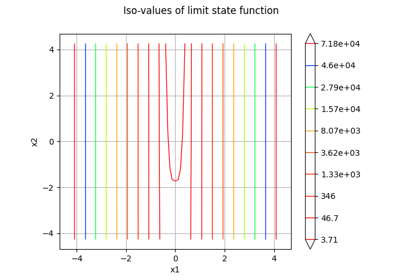 Iso-values of limit state function
4
2
0
−2
−4
x2
−4
−2
0
2
4
x1
7.18e+04
4.6e+04
2.79e+04
1.57e+04
8.07e+03
3.62e+03
1.33e+03
346
46.7
3.71